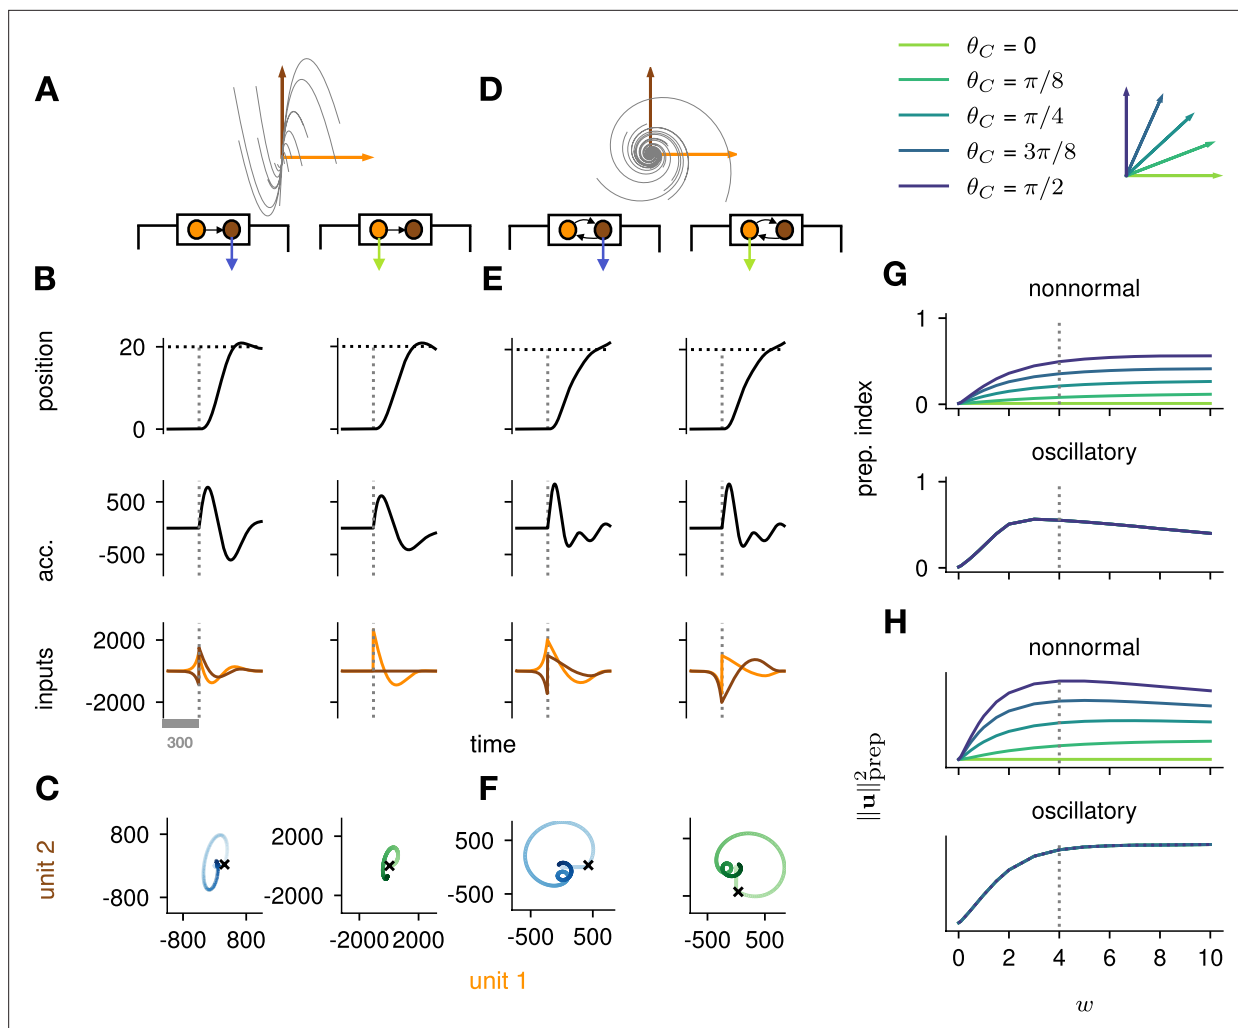 A
D
θ_C = 0
θ_C = π/8
θ_C = π/4
θ_C = 3π/8
θ_C = π/2
B
E
position
20
0
acc.
500
-500
inputs
2000
-2000
300
time
C
F
unit 2
800
-800
2000
-2000
500
-500
-800 800
-2000 2000
-500 500
-500 500
unit 1
G
nonnormal
1
0
prep. index
oscillatory
1
0
H
nonnormal
||u||²prep
oscillatory
0 2 4 6 8 10
w